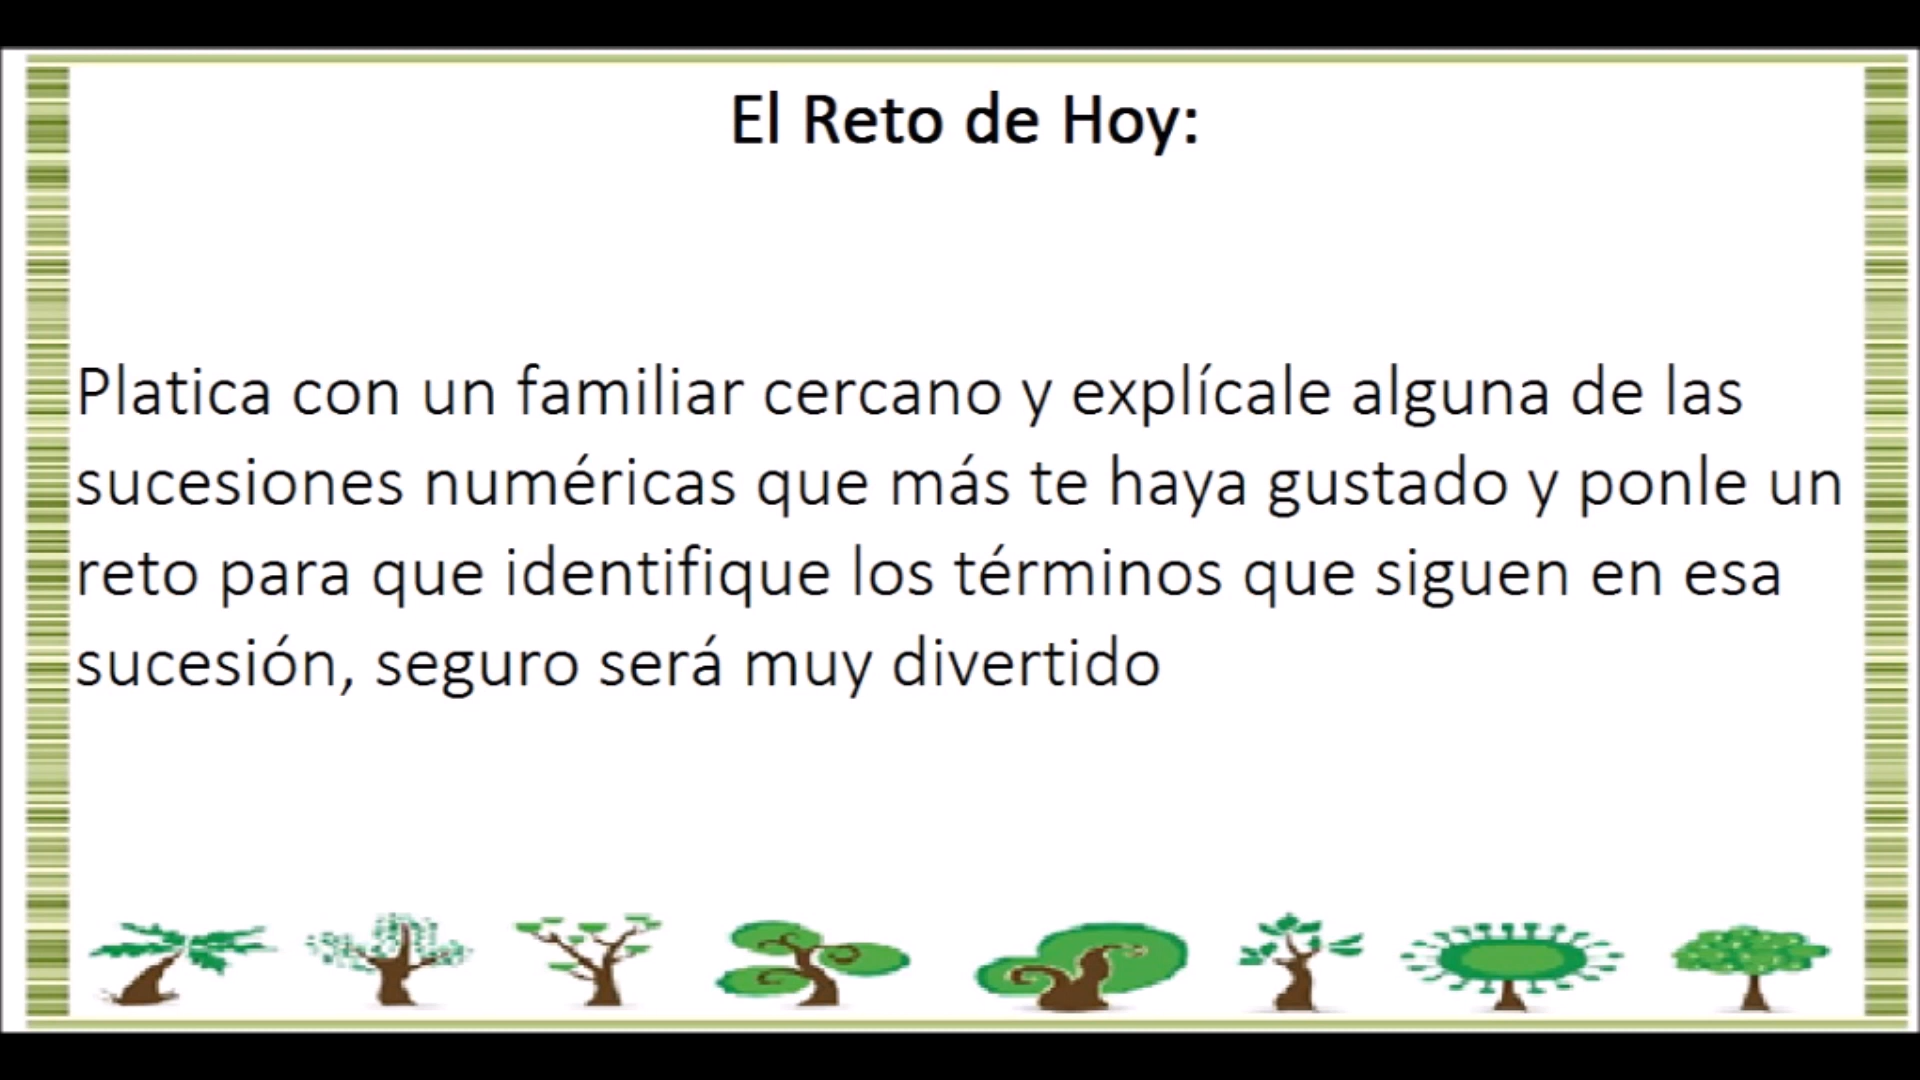 El Reto de Hoy:
Platica con un familiar cercano y explícale alguna de las
sucesiones numéricas que más te haya gustado y ponle un
reto para que identifique los términos que siguen en esa
sucesión, seguro será muy divertido